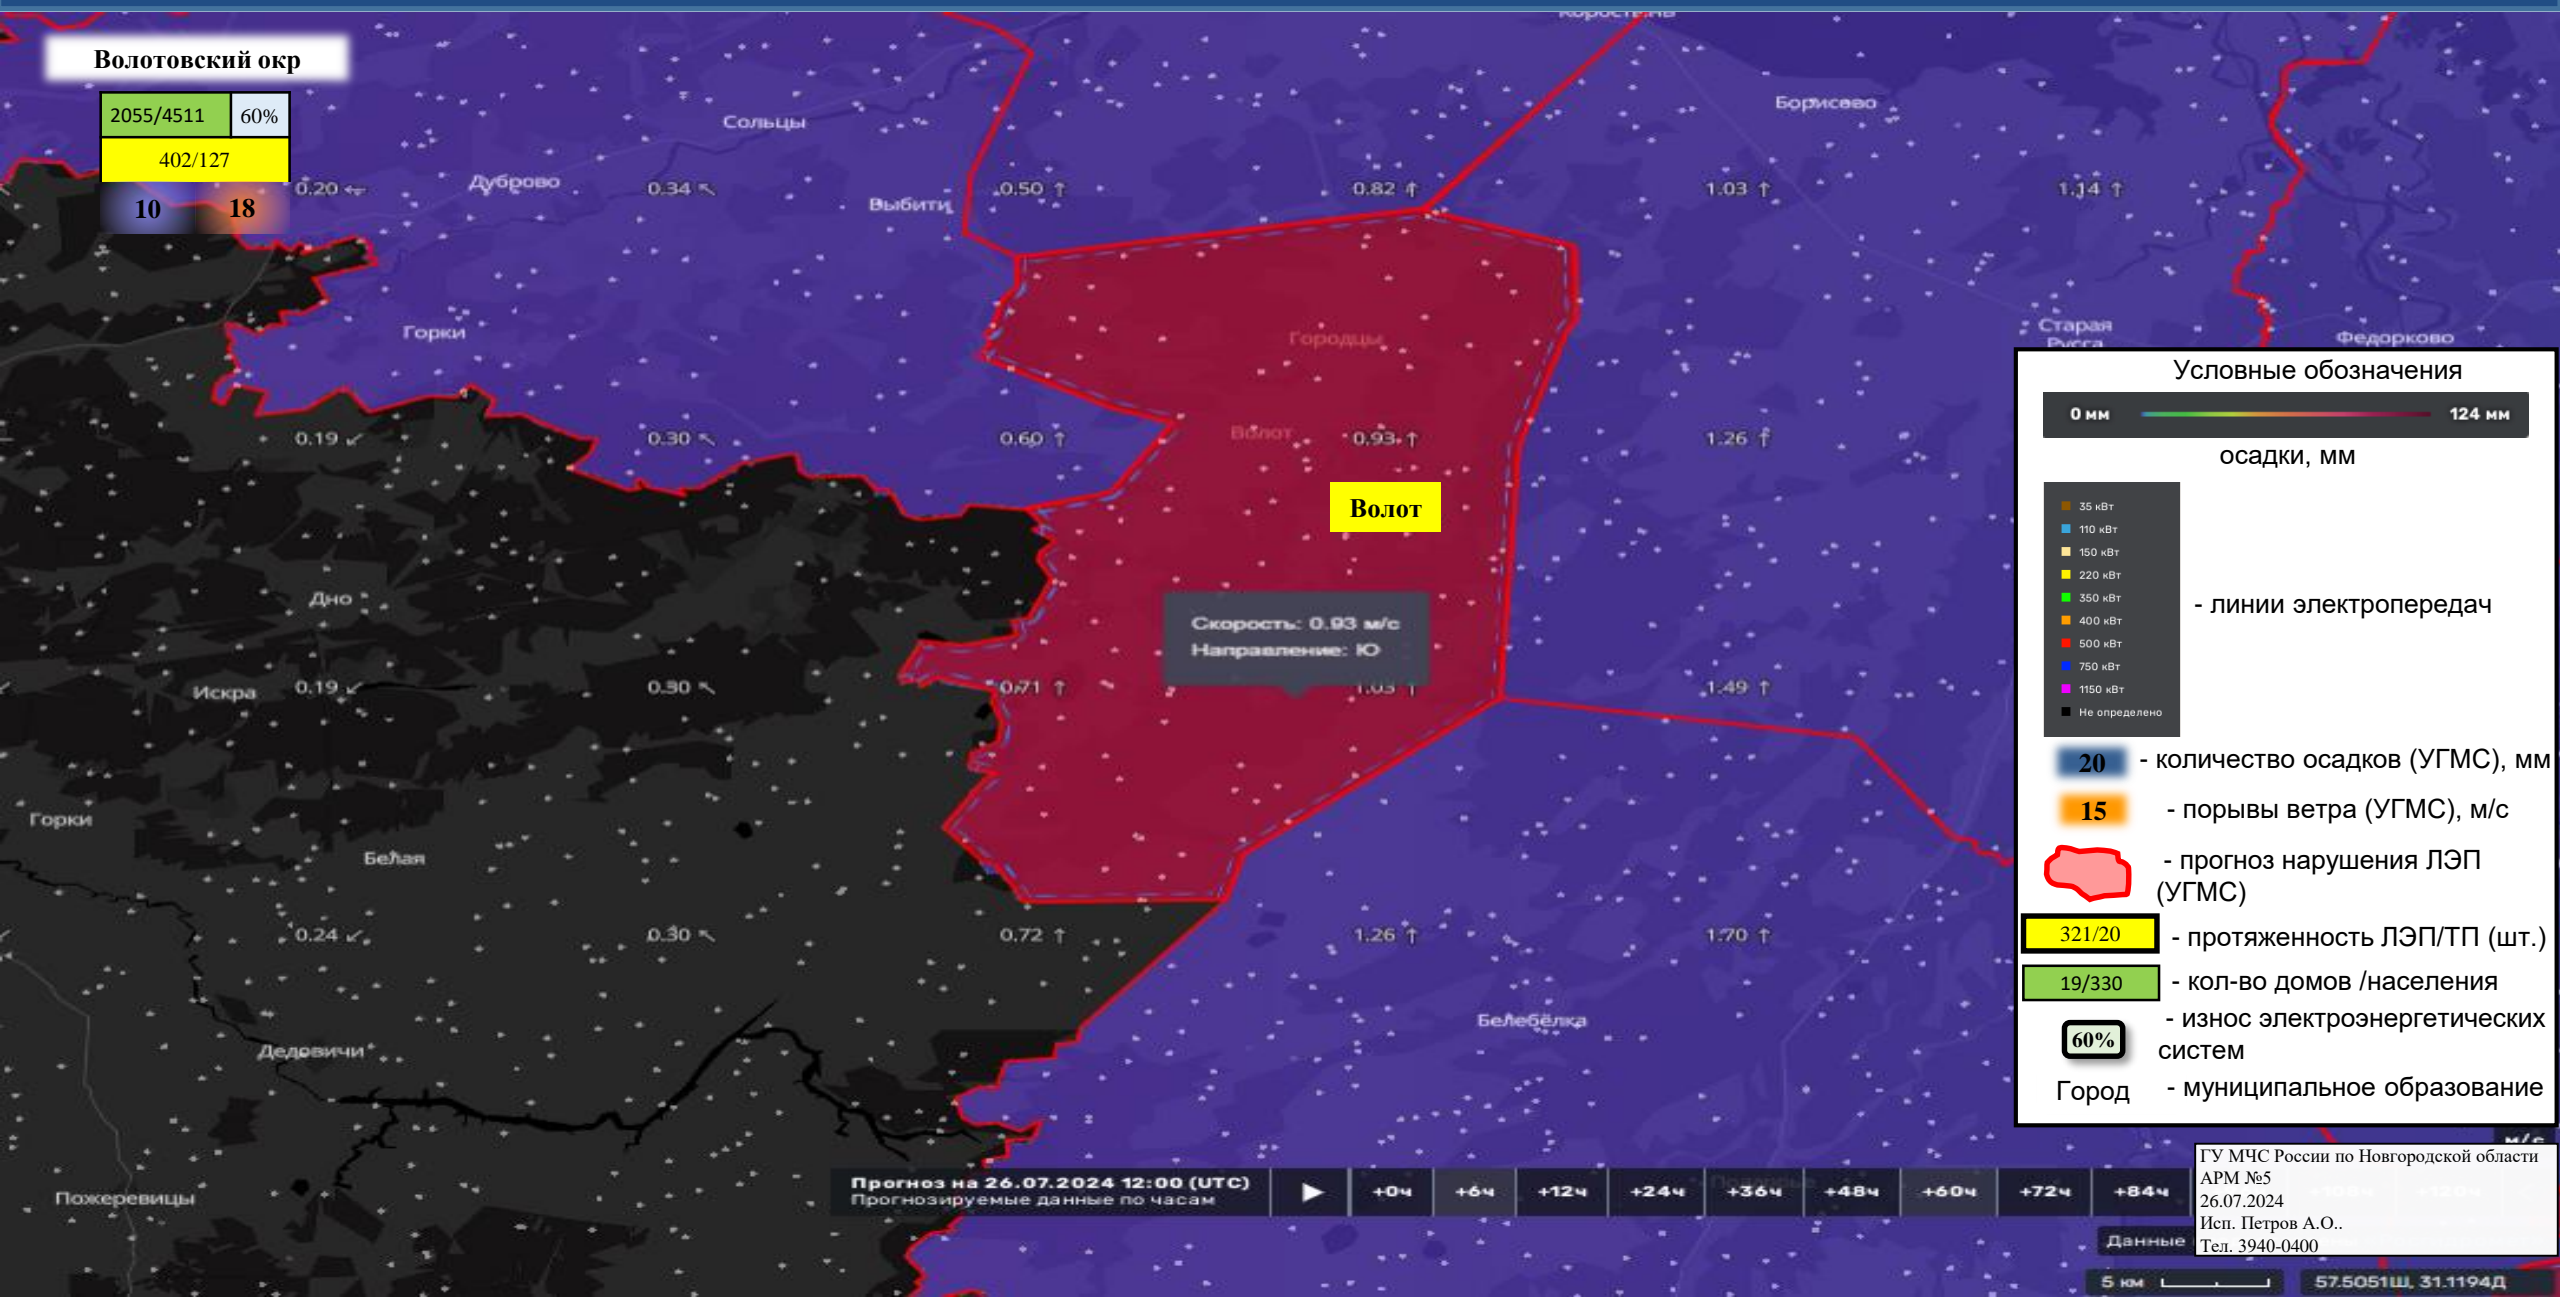 Волотовский окр
2055/4511 60%
402/127
10 18
Сольцы
Борисово
Дуброво
Выбити
0.20 0.34 0.50 0.82 1.03 1.14
Горки
Городцы
Старая
Русса
Федорково
Волот
0.19 0.30 0.60 0.93 1.26
Волот
Дно
Скорость: 0.93 м/с
Направление: Ю
Искра
0.19 0.30 0.71 1.03 1.49
Горки
Белая
0.24 0.30 0.72 1.26 1.70
Белебёлка
Дедовичи
Пожеревицы
Условные обозначения
0 мм 124 мм
осадки, мм
35 кВт
110 кВт
150 кВт
220 кВт
350 кВт
400 кВт
500 кВт
750 кВт
1150 кВт
Не определено
- линии электропередач
20 - количество осадков (УГМС), мм
15 - порывы ветра (УГМС), м/с
- прогноз нарушения ЛЭП
(УГМС)
321/20 - протяженность ЛЭП/ТП (шт.)
19/330 - кол-во домов /населения
60% - износ электроэнергетических
систем
Город - муниципальное образование
м/с
Прогноз на 26.07.2024 12:00 (UTC)
Прогнозируемые данные по часам
+0ч +6ч +12ч +24ч +36ч +48ч +60ч +72ч +84ч
ГУ МЧС России по Новгородской области
АРМ №5
26.07.2024
Исп. Петров А.О..
Тел. 3940-0400
Данные
5 км
57.5051Ш, 31.1194Д